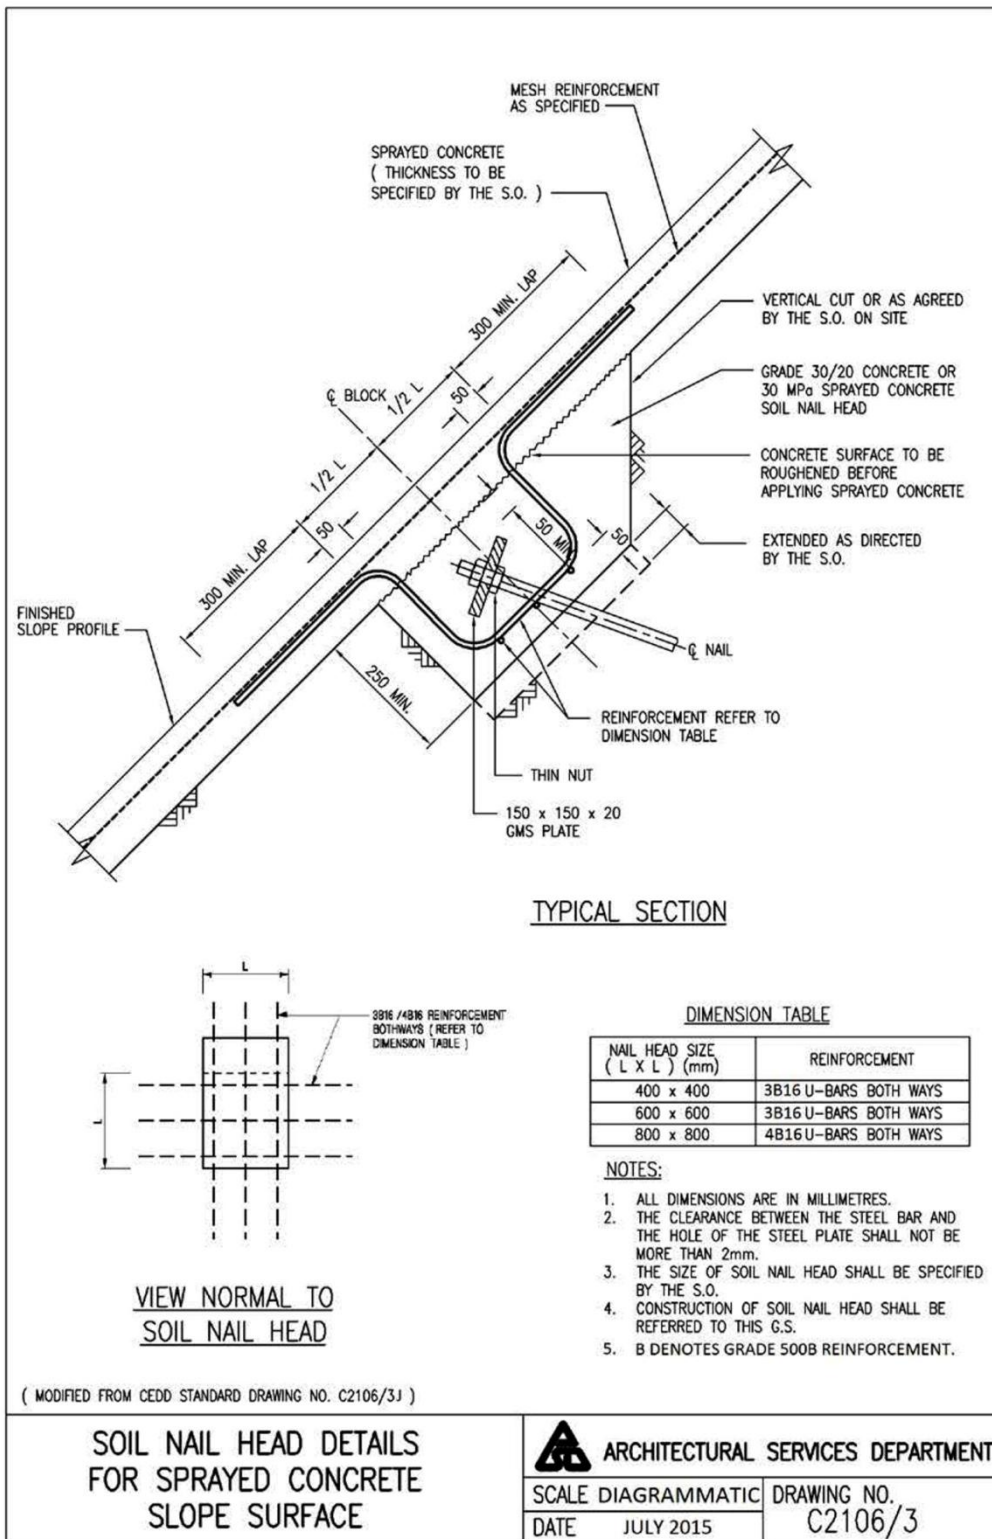 MESH REINFORCEMENT
AS SPECIFIED
SPRAYED CONCRETE
( THICKNESS TO BE
SPECIFIED BY THE S.O. )
300 MIN. LAP
VERTICAL CUT OR AS AGREED
BY THE S.O. ON SITE
℄ BLOCK
1/2 L
50
GRADE 30/20 CONCRETE OR
30 MPa SPRAYED CONCRETE
SOIL NAIL HEAD
1/2 L
50
CONCRETE SURFACE TO BE
ROUGHENED BEFORE
APPLYING SPRAYED CONCRETE
300 MIN. LAP
50 MIN.
50
EXTENDED AS DIRECTED
BY THE S.O.
FINISHED
SLOPE PROFILE
℄ NAIL
250 MIN.
REINFORCEMENT REFER TO
DIMENSION TABLE
THIN NUT
150 x 150 x 20
GMS PLATE
TYPICAL SECTION
L
3B16 /4B16 REINFORCEMENT
BOTHWAYS ( REFER TO
DIMENSION TABLE )
L
VIEW NORMAL TO
SOIL NAIL HEAD
DIMENSION TABLE
NAIL HEAD SIZE
( L X L ) (mm)
REINFORCEMENT
400 x 400 3B16 U-BARS BOTH WAYS
600 x 600 3B16 U-BARS BOTH WAYS
800 x 800 4B16 U-BARS BOTH WAYS
NOTES:
1. ALL DIMENSIONS ARE IN MILLIMETRES.
2. THE CLEARANCE BETWEEN THE STEEL BAR AND
THE HOLE OF THE STEEL PLATE SHALL NOT BE
MORE THAN 2mm.
3. THE SIZE OF SOIL NAIL HEAD SHALL BE SPECIFIED
BY THE S.O.
4. CONSTRUCTION OF SOIL NAIL HEAD SHALL BE
REFERRED TO THIS G.S.
5. B DENOTES GRADE 500B REINFORCEMENT.
( MODIFIED FROM CEDD STANDARD DRAWING NO. C2106/3J )
SOIL NAIL HEAD DETAILS
FOR SPRAYED CONCRETE
SLOPE SURFACE
ARCHITECTURAL SERVICES DEPARTMENT
SCALE DIAGRAMMATIC
DRAWING NO.
C2106/3
DATE JULY 2015